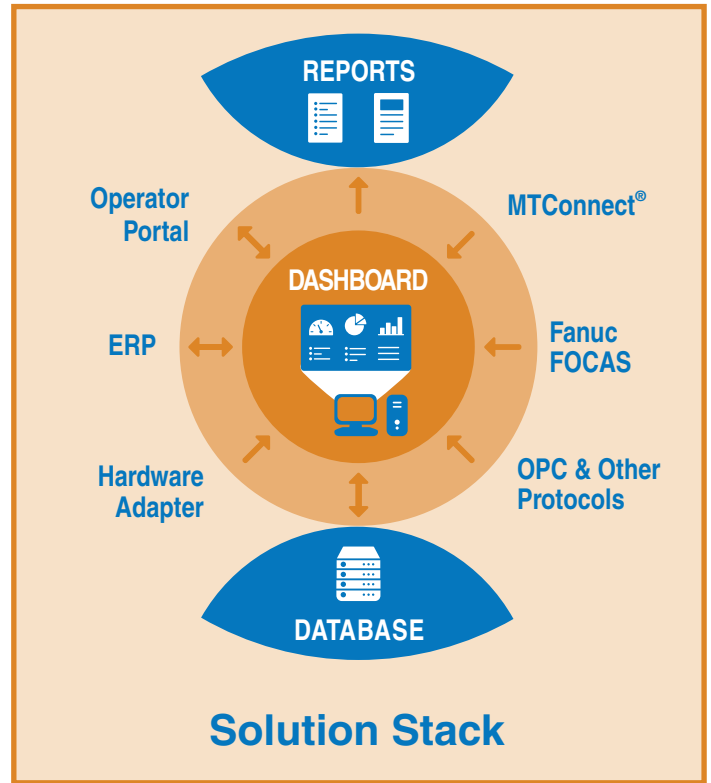 REPORTS
Operator
Portal
MTConnect®
DASHBOARD
ERP
Fanuc
FOCAS
Hardware
Adapter
OPC & Other
Protocols
DATABASE
Solution Stack